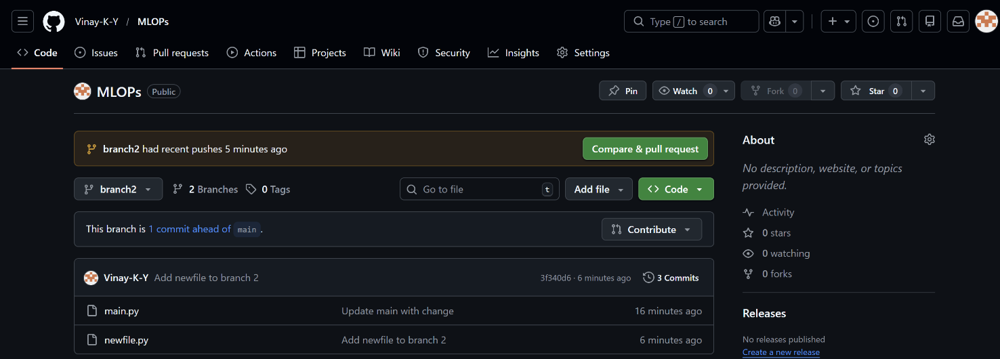 Vinay-K-Y / MLOPs Type / to search
Code Issues Pull requests Actions Projects Wiki Security Insights Settings
MLOPs Public Pin Watch 0 Fork 0 Star 0
branch2 had recent pushes 5 minutes ago Compare & pull request
branch2 2 Branches 0 Tags Go to file t Add file Code
This branch is 1 commit ahead of main . Contribute
Vinay-K-Y Add newfile to branch 2 3f340d6 · 6 minutes ago 3 Commits
main.py Update main with change 16 minutes ago
newfile.py Add newfile to branch 2 6 minutes ago
About
No description, website, or topics
provided.
Activity
0 stars
0 watching
0 forks
Releases
No releases published
Create a new release